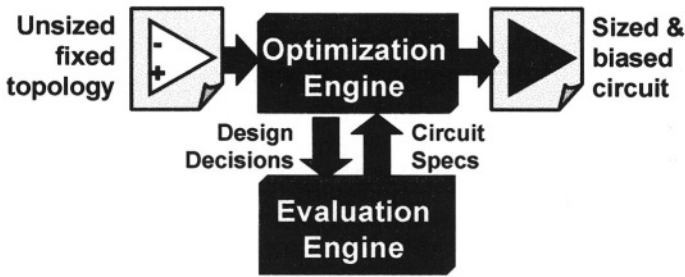 Unsized
fixed
topology
-
+
Optimization
Engine
Sized &
biased
circuit
Design
Decisions
Circuit
Specs
Evaluation
Engine